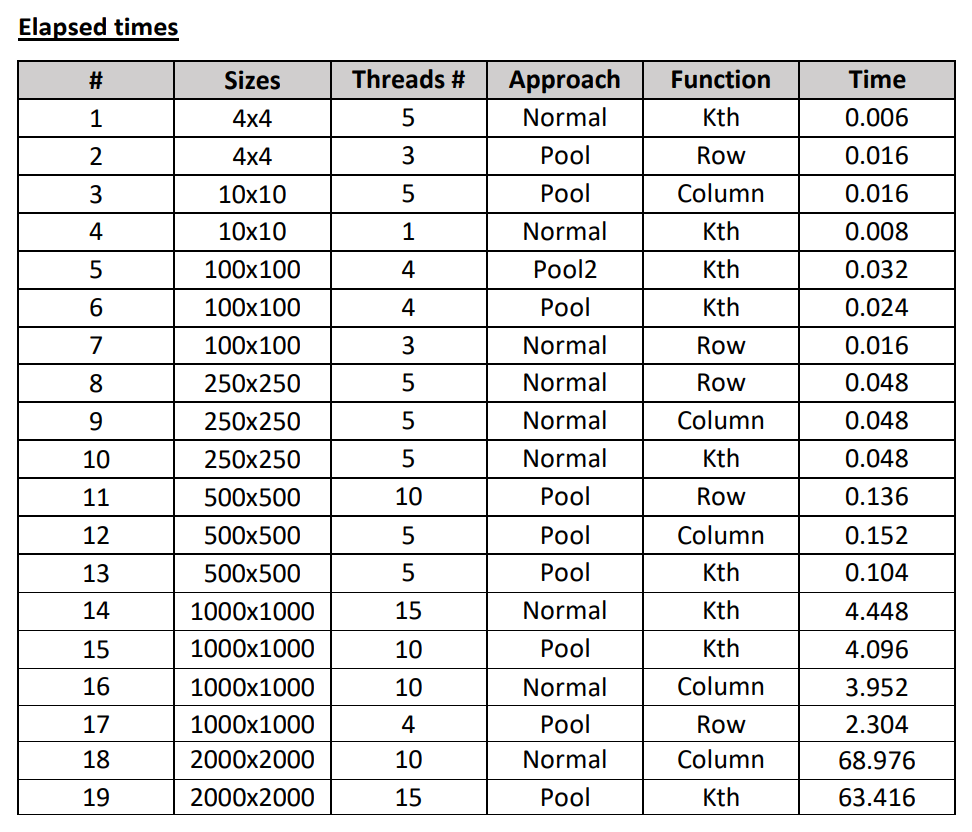 Elapsed times
# Sizes Threads # Approach Function Time
1 4x4 5 Normal Kth 0.006
2 4x4 3 Pool Row 0.016
3 10x10 5 Pool Column 0.016
4 10x10 1 Normal Kth 0.008
5 100x100 4 Pool2 Kth 0.032
6 100x100 4 Pool Kth 0.024
7 100x100 3 Normal Row 0.016
8 250x250 5 Normal Row 0.048
9 250x250 5 Normal Column 0.048
10 250x250 5 Normal Kth 0.048
11 500x500 10 Pool Row 0.136
12 500x500 5 Pool Column 0.152
13 500x500 5 Pool Kth 0.104
14 1000x1000 15 Normal Kth 4.448
15 1000x1000 10 Pool Kth 4.096
16 1000x1000 10 Normal Column 3.952
17 1000x1000 4 Pool Row 2.304
18 2000x2000 10 Normal Column 68.976
19 2000x2000 15 Pool Kth 63.416